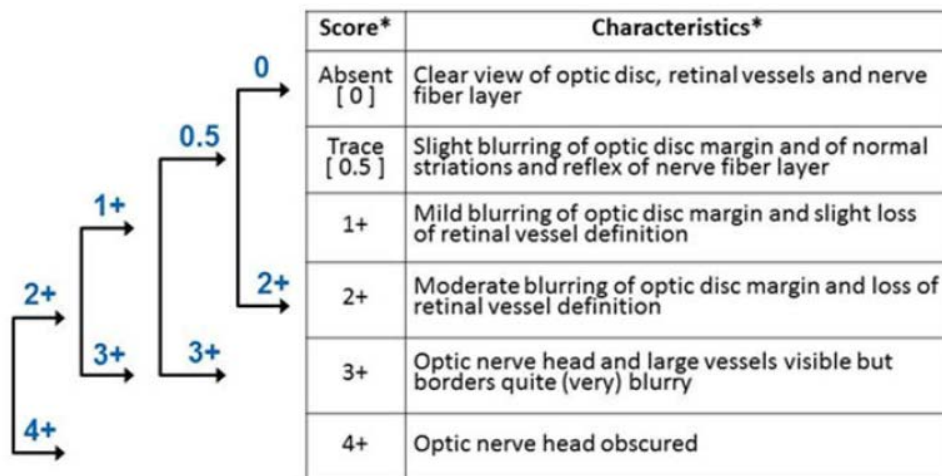 Score* Characteristics*
0
Absent Clear view of optic disc, retinal vessels and nerve
[ 0 ] fiber layer
0.5
Trace Slight blurring of optic disc margin and of normal
[ 0.5 ] striations and reflex of nerve fiber layer
1+
1+ Mild blurring of optic disc margin and slight loss
of retinal vessel definition
2+ 2+
2+ Moderate blurring of optic disc margin and loss of
retinal vessel definition
3+ 3+
3+ Optic nerve head and large vessels visible but
borders quite (very) blurry
4+
4+ Optic nerve head obscured